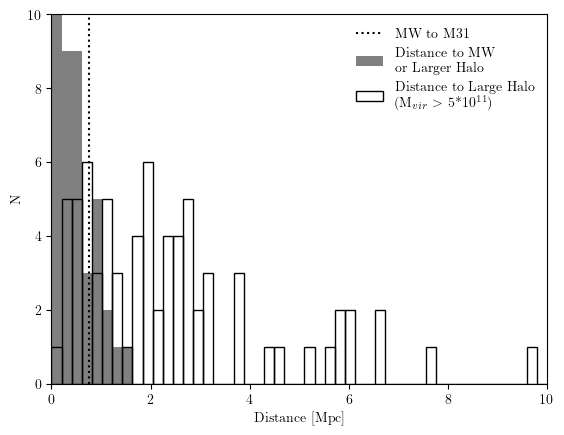 10
8
6
4
2
0
N
0 2 4 6 8 10
Distance [Mpc]
MW to M31
Distance to MW
or Larger Halo
Distance to Large Halo
(M$_{vir}$ > 5*10$^{11}$)